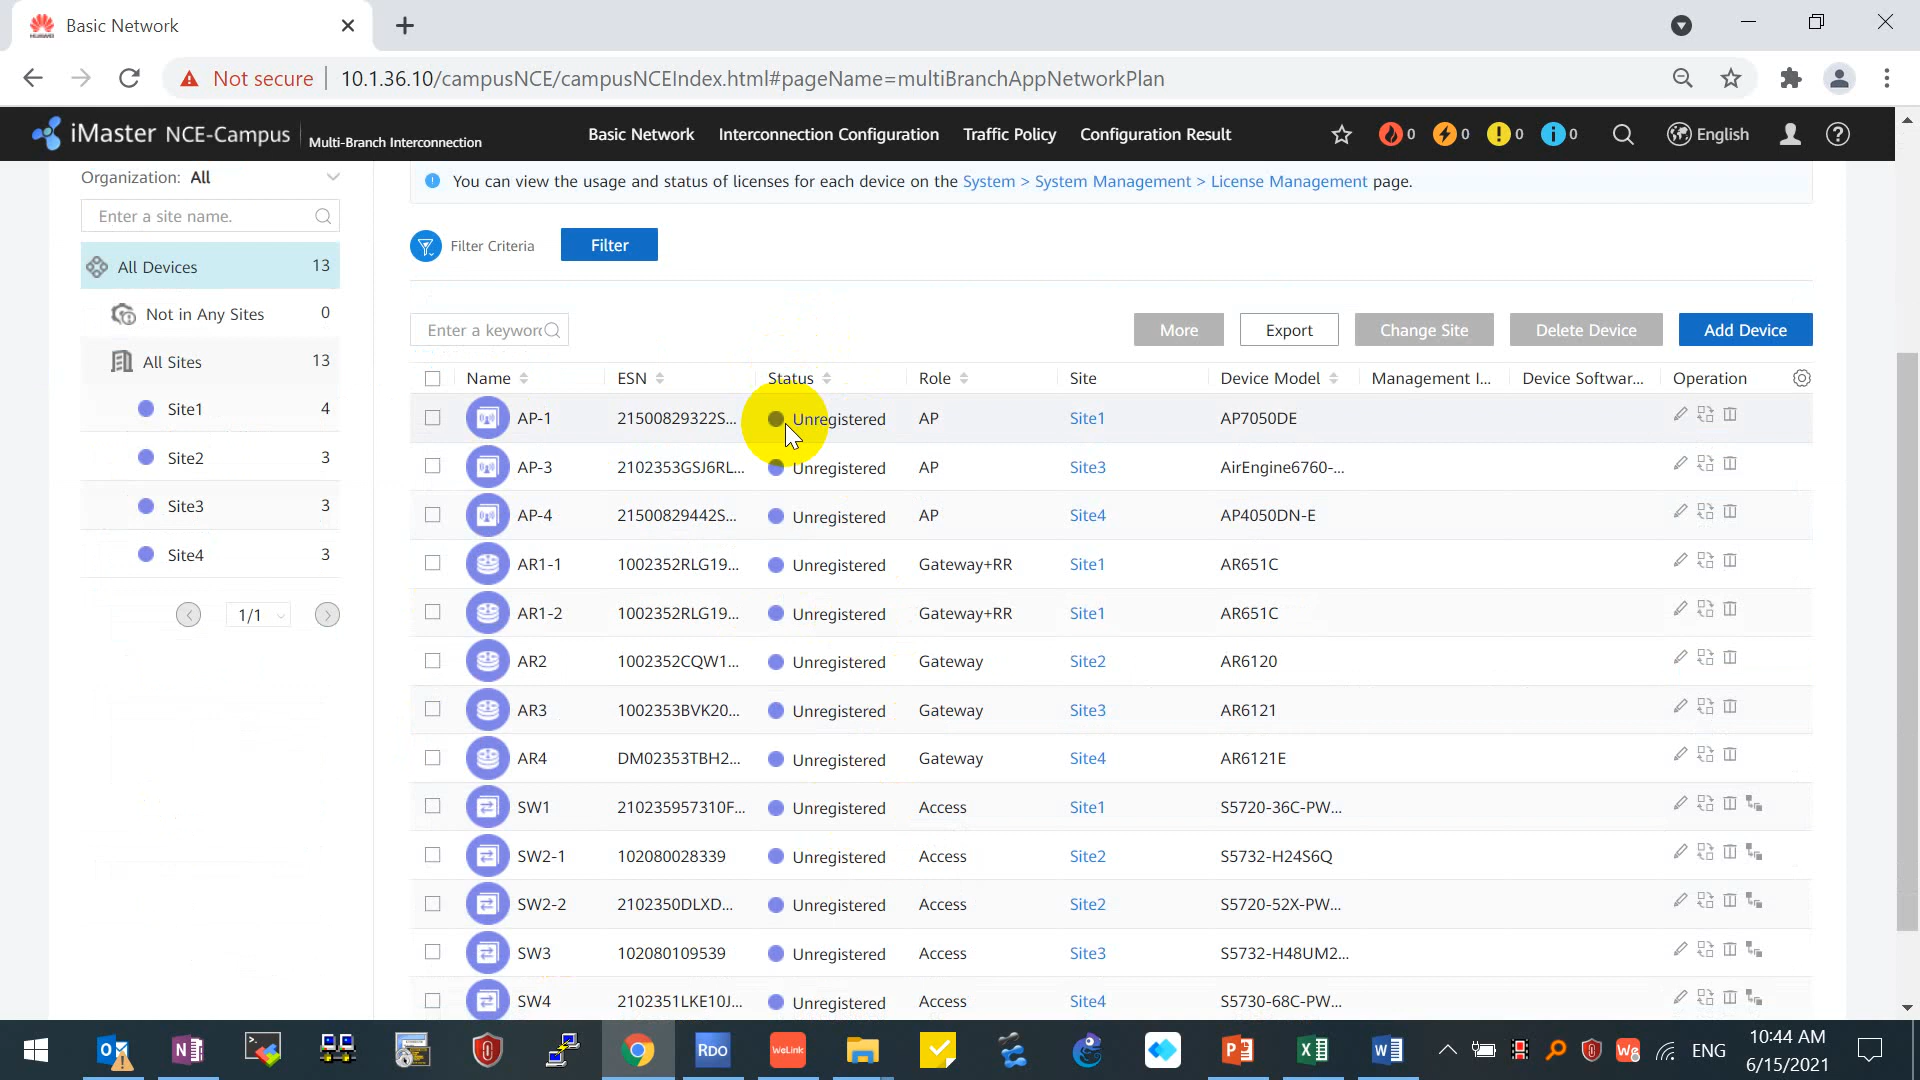 Basic Network
Not secure
10.1.36.10/campusNCE/campusNCEIndex.html#pageName=multiBranchAppNetworkPlan
HUAWEI
iMaster NCE-Campus
Multi-Branch Interconnection
Basic Network
Interconnection Configuration
Traffic Policy
Configuration Result
0
0
0
0
English
Organization: All
You can view the usage and status of licenses for each device on the System > System Management > License Management page.
Enter a site name.
Filter Criteria
Filter
All Devices 13
Not in Any Sites 0
All Sites 13
Site1 4
Site2 3
Site3 3
Site4 3
1/1
Enter a keyword
More
Export
Change Site
Delete Device
Add Device
Name ESN Status Role Site Device Model Management I... Device Softwar... Operation
AP-1 21500829322S... Unregistered AP Site1 AP7050DE
AP-3 2102353GSJ6RL... Unregistered AP Site3 AirEngine6760-...
AP-4 21500829442S... Unregistered AP Site4 AP4050DN-E
AR1-1 1002352RLG19... Unregistered Gateway+RR Site1 AR651C
AR1-2 1002352RLG19... Unregistered Gateway+RR Site1 AR651C
AR2 1002352CQW1... Unregistered Gateway Site2 AR6120
AR3 1002353BVK20... Unregistered Gateway Site3 AR6121
AR4 DM02353TBH2... Unregistered Gateway Site4 AR6121E
SW1 210235957310F... Unregistered Access Site1 S5720-36C-PW...
SW2-1 102080028339 Unregistered Access Site2 S5732-H24S6Q
SW2-2 2102350DLXD... Unregistered Access Site2 S5720-52X-PW...
SW3 102080109539 Unregistered Access Site3 S5732-H48UM2...
SW4 2102351LKE10J... Unregistered Access Site4 S5730-68C-PW...
RDO
WeLink
ENG
10:44 AM
6/15/2021